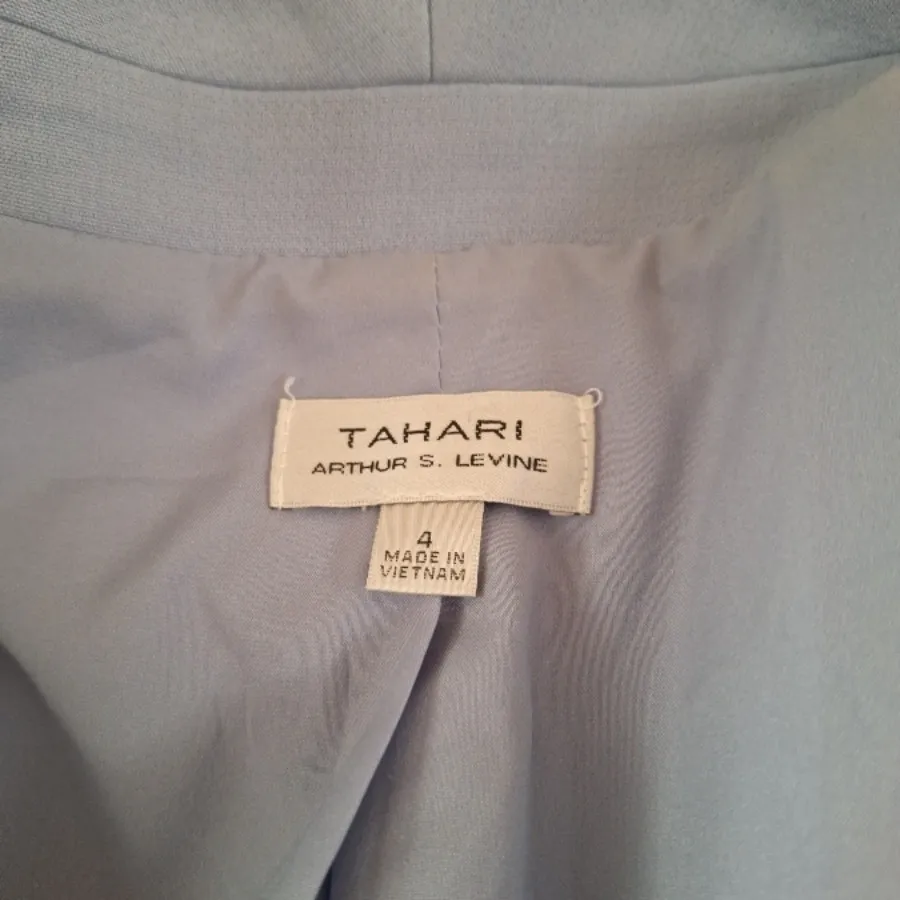 TAHARI
ARTHUR S. LEVINE
4
MADE IN
VIETNAM